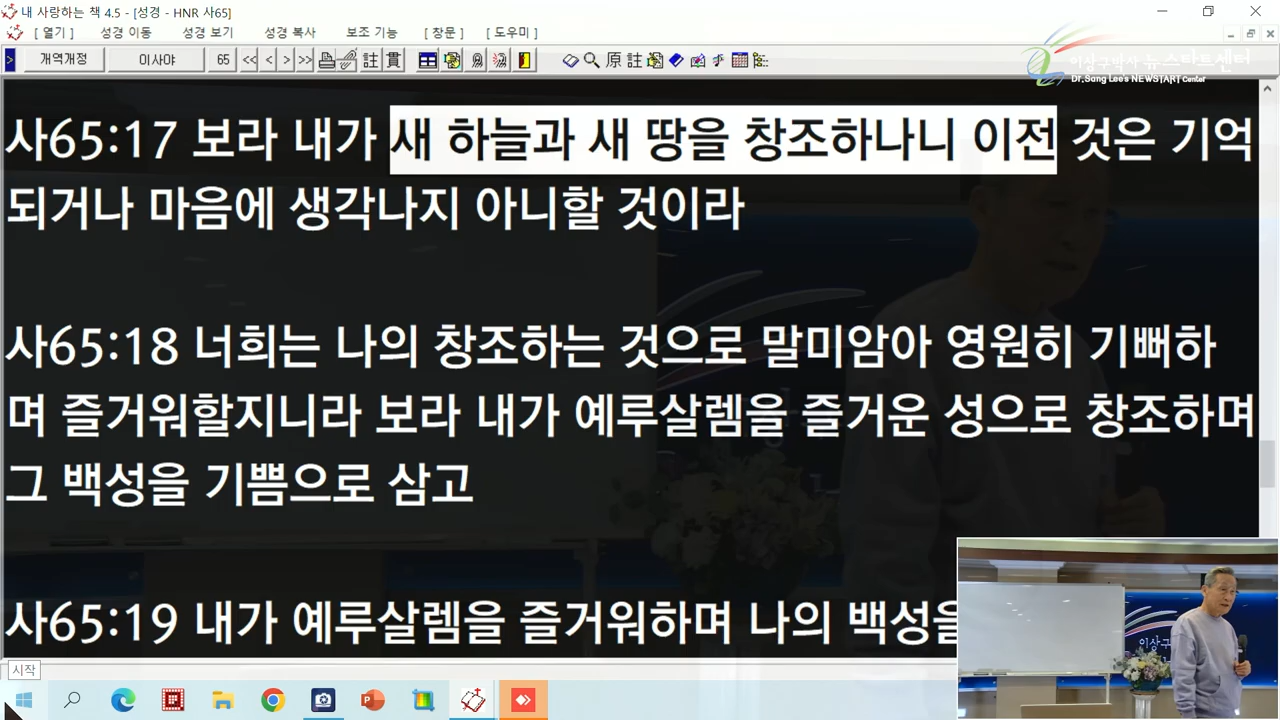 내 사랑하는 책 4.5 - [성경 - HNR 사65]
[ 열기 ] 성경 이동 성경 보기 성경 복사 보조 기능 [ 창문 ] [ 도우미 ]
개역개정 이사야 65 << < > >> 註 貫 原 註
이상구박사 뉴스타트센터
Dr.Sang Lee's NEWSTART Center
사65:17 보라 내가 새 하늘과 새 땅을 창조하나니 이전 것은 기억
되거나 마음에 생각나지 아니할 것이라
사65:18 너희는 나의 창조하는 것으로 말미암아 영원히 기뻐하
며 즐거워할지니라 보라 내가 예루살렘을 즐거운 성으로 창조하며
그 백성을 기쁨으로 삼고
사65:19 내가 예루살렘을 즐거워하며 나의 백성을
이상구
시작